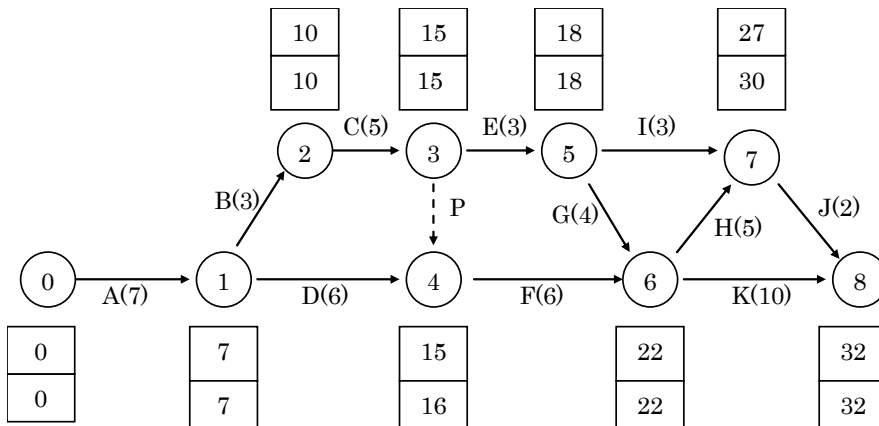 10 15 18 27
10 15 18 30
C(5) E(3) I(3)
2 3 5 7
B(3) P G(4) H(5) J(2)
0 1 4 6 8
A(7) D(6) F(6) K(10)
0 7 15 22 32
0 7 16 22 32